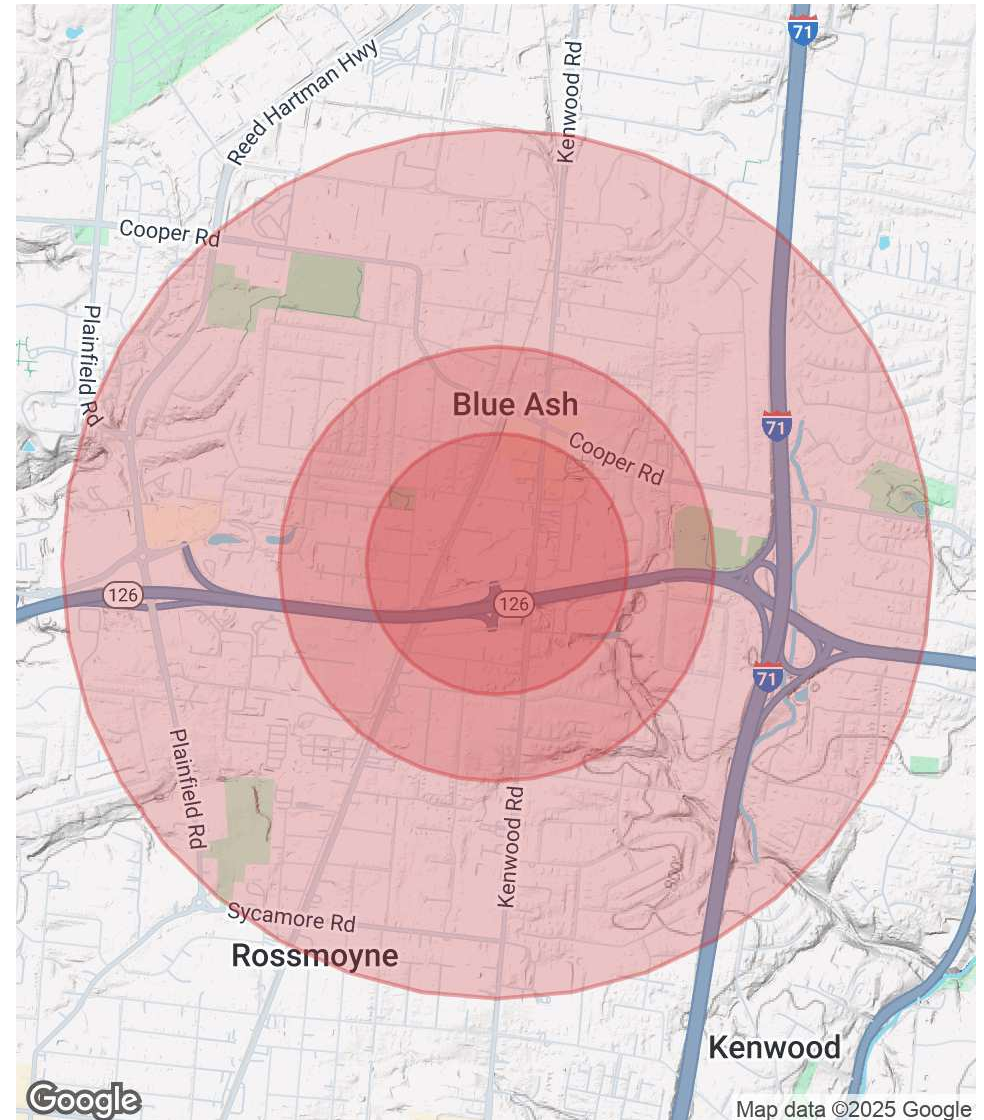 71
Kenwood Rd
Reed Hartman Hwy
Cooper Rd
Plainfield Rd
Blue Ash
71
Cooper Rd
126
126
71
Plainfield Rd
Kenwood Rd
Sycamore Rd
Rossmoyne
Kenwood
Google
Map data ©2025 Google